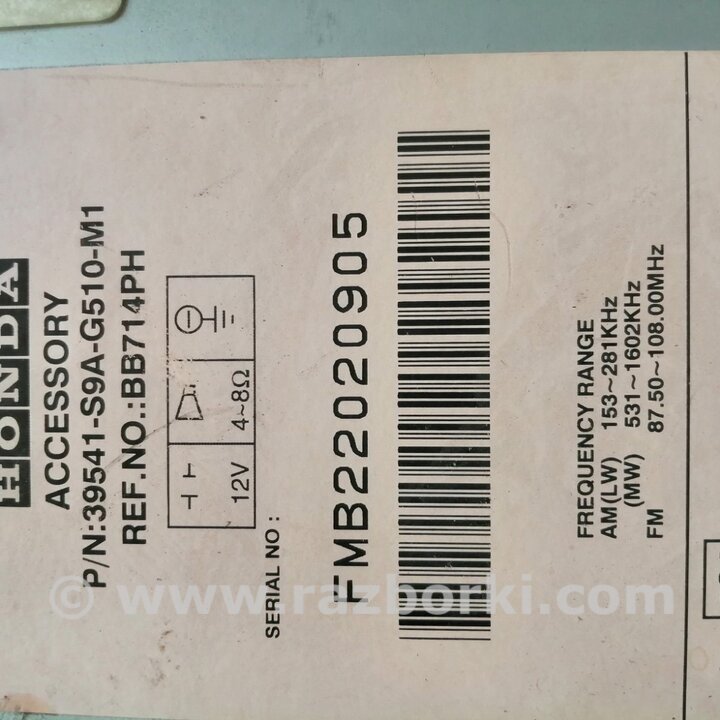 HONDA
ACCESSORY
P/N:39541-S9A-G510-M1
REF.NO.:BB714PH
12V 4~8Ω
SERIAL NO :
FMB22020905
FREQUENCY RANGE
AM(LW) 153~281KHz
(MW) 531~1602KHz
FM 87.50~108.00MHz
© www.razborki.com